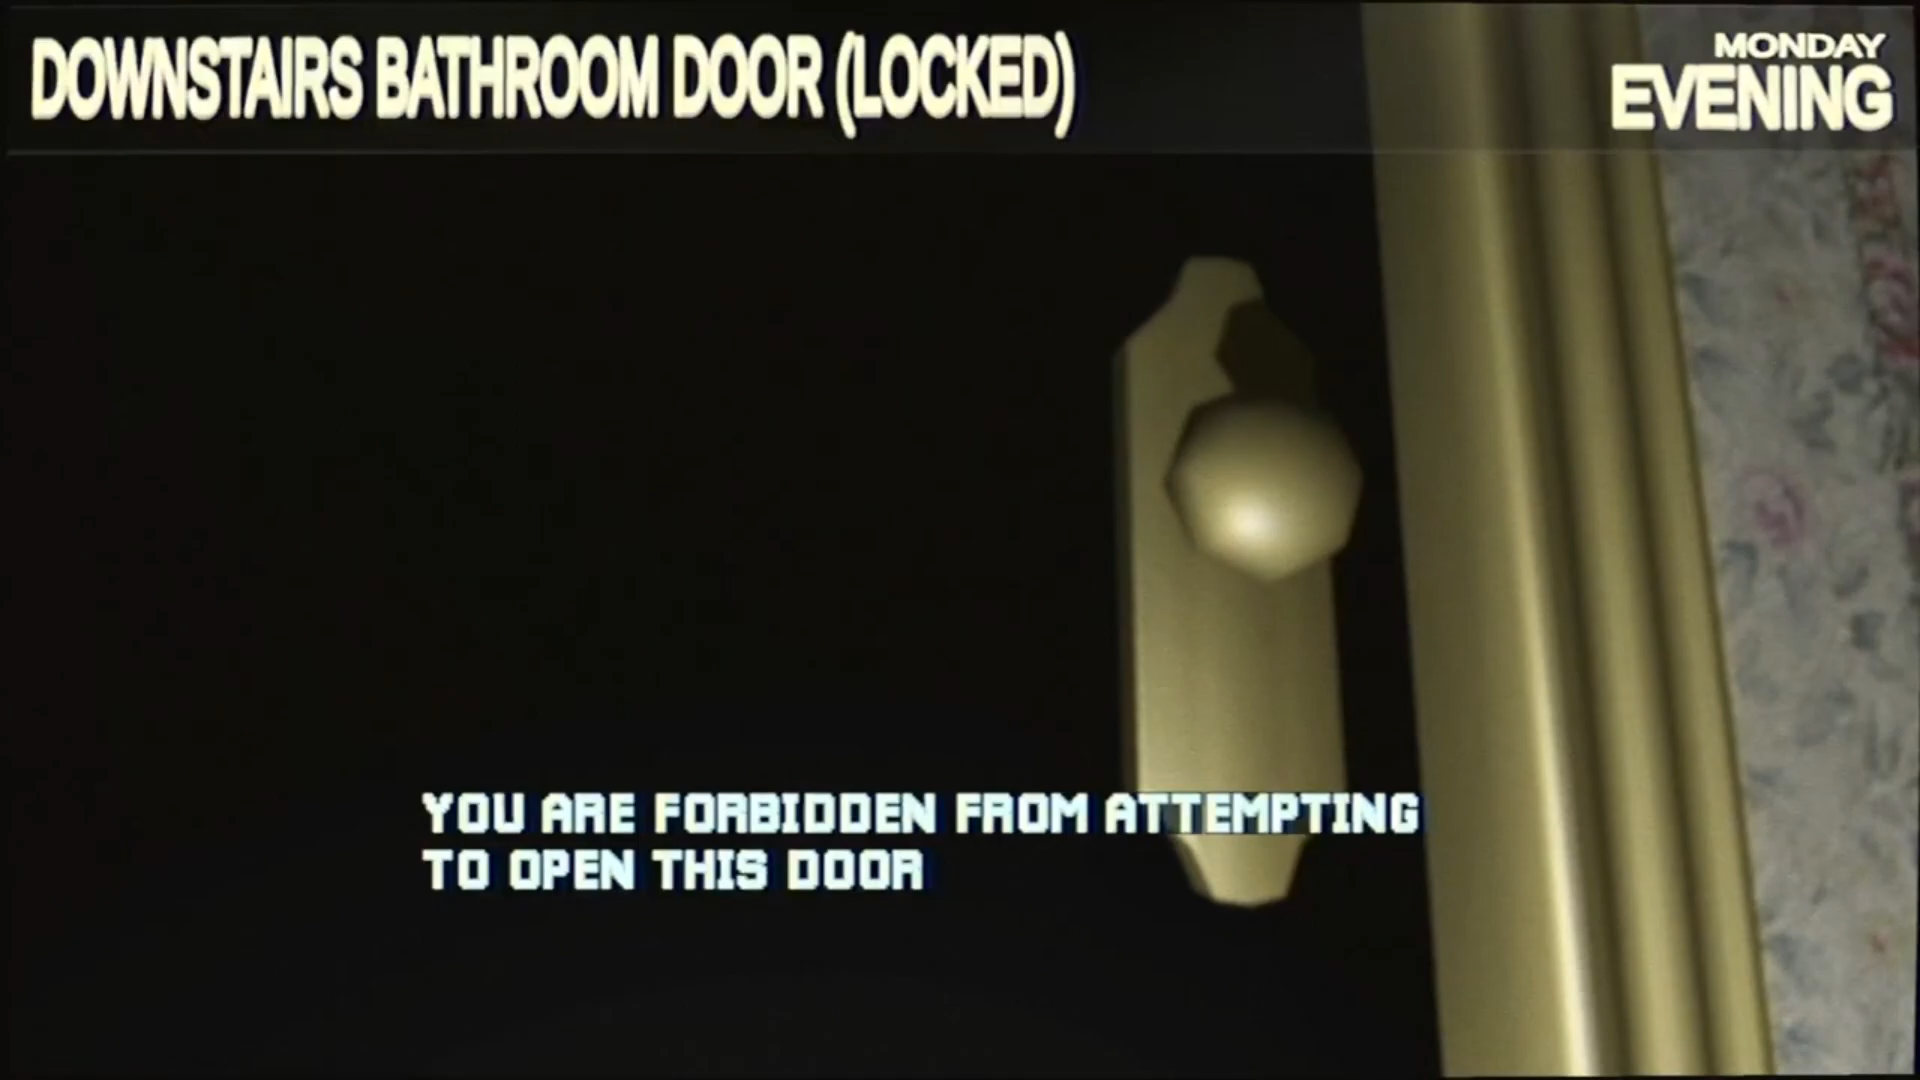 DOWNSTAIRS BATHROOM DOOR (LOCKED)
MONDAY
EVENING
YOU ARE FORBIDDEN FROM ATTEMPTING
TO OPEN THIS DOOR